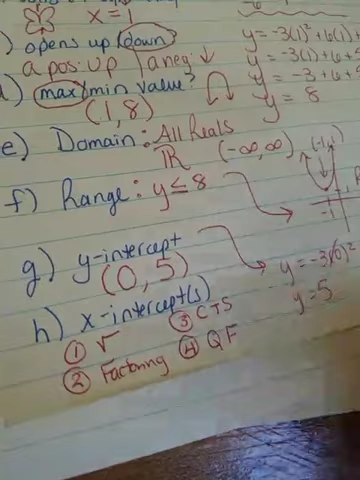 x = 1
) opens up (down)
a pos: up | a neg: ↓
d) (max)/min value?
(1,8)
y = -3(1)² + 6(1) +
y = -3(1) + 6 +
y = -3 + 6
y = 8
e) Domain: All Reals
ℝ (-∞, ∞)
f) Range: y ≤ 8
-1
g) y-intercept
(0, 5)
y = -3(0)²
y = 5
h) x-intercept(s)
① √ ③ CTS
② Factoring ④ QF